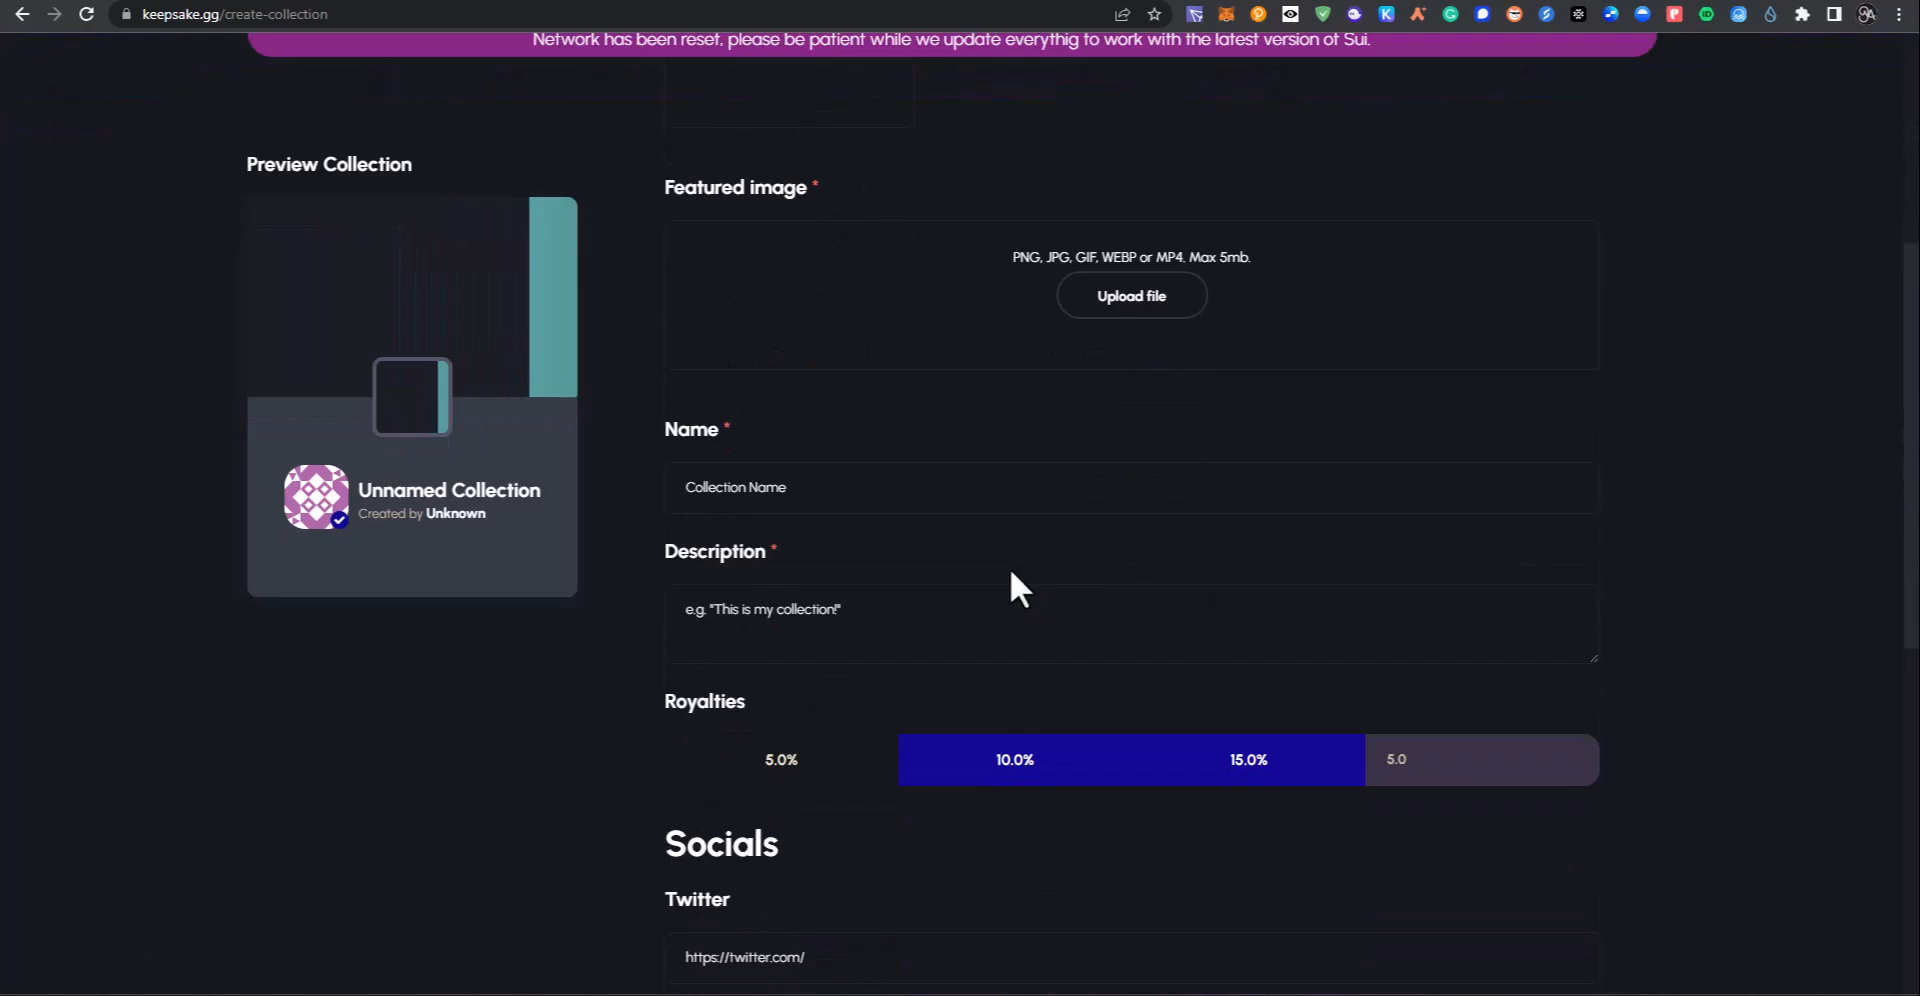 keepsake.gg/create-collection
Network has been reset, please be patient while we update everythig to work with the latest version of Sui.
Preview Collection
Unnamed Collection
Created by Unknown
Featured image *
PNG, JPG, GIF, WEBP or MP4. Max 5mb.
Upload file
Name *
Collection Name
Description *
e.g. "This is my collection!"
Royalties
5.0%
10.0%
15.0%
5.0
Socials
Twitter
https://twitter.com/